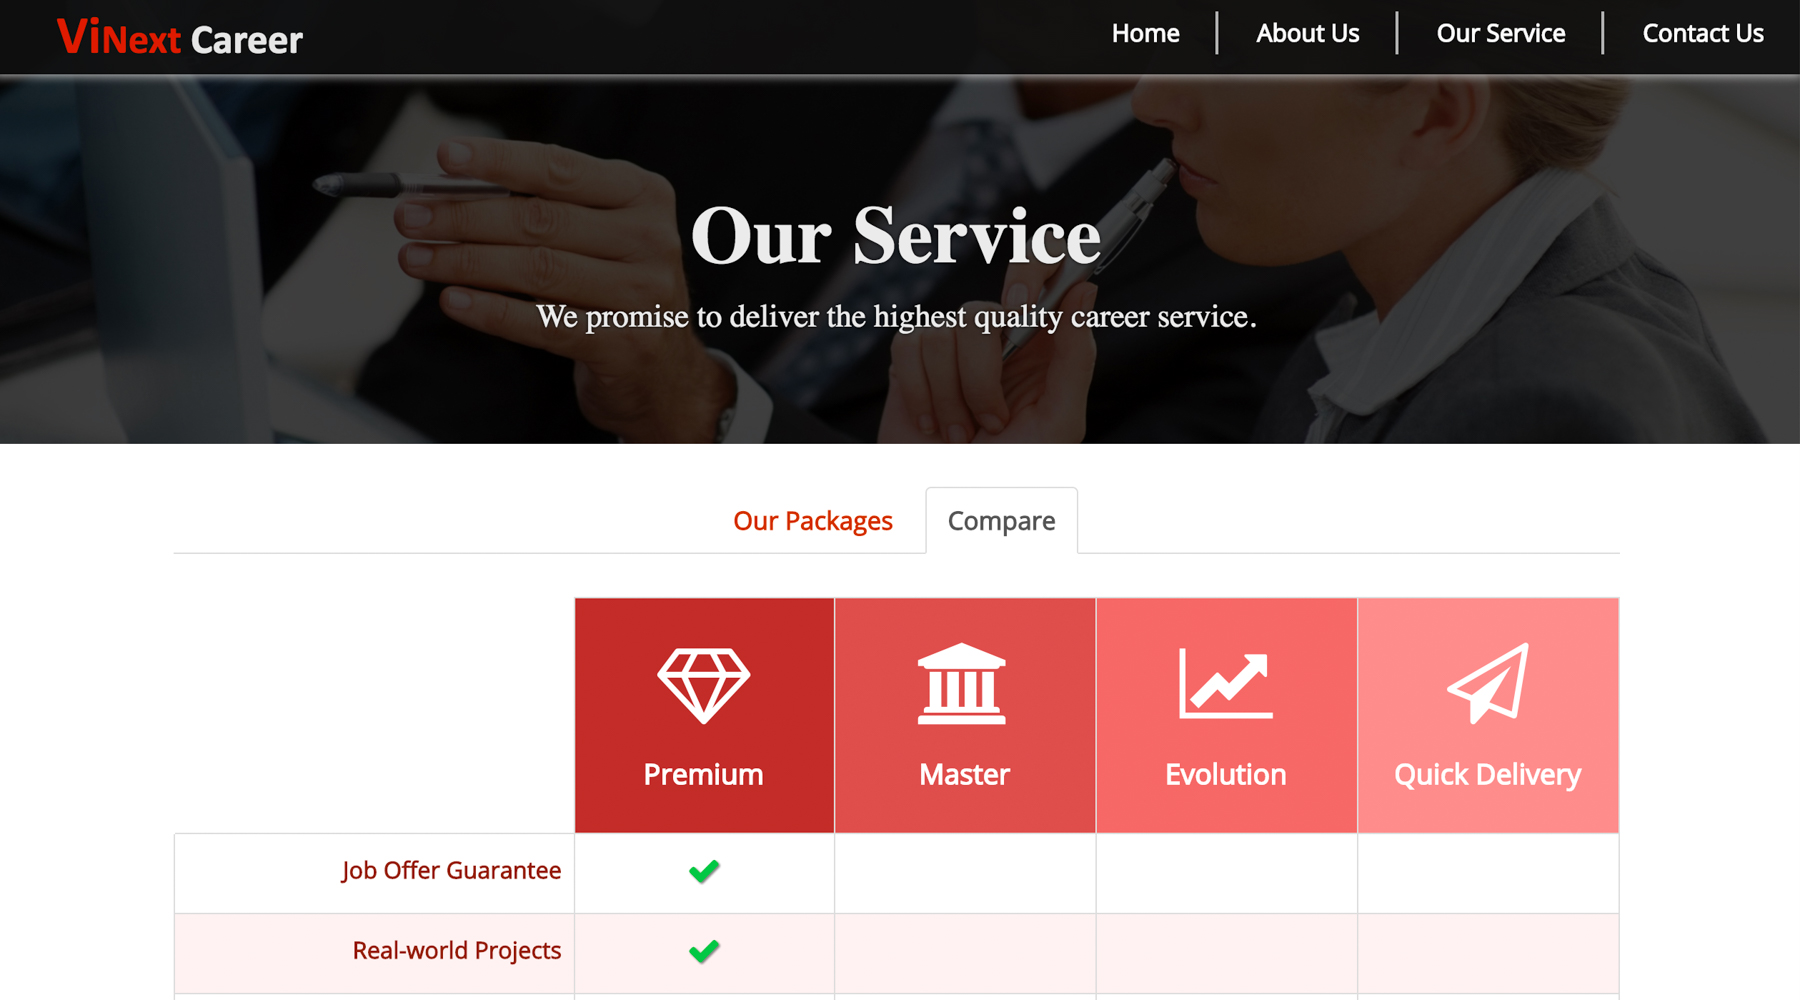 ViNext Career
Home
About Us
Our Service
Contact Us
Our Service
We promise to deliver the highest quality career service.
Our Packages
Compare
Premium
Master
Evolution
Quick Delivery
Job Offer Guarantee
Real-world Projects